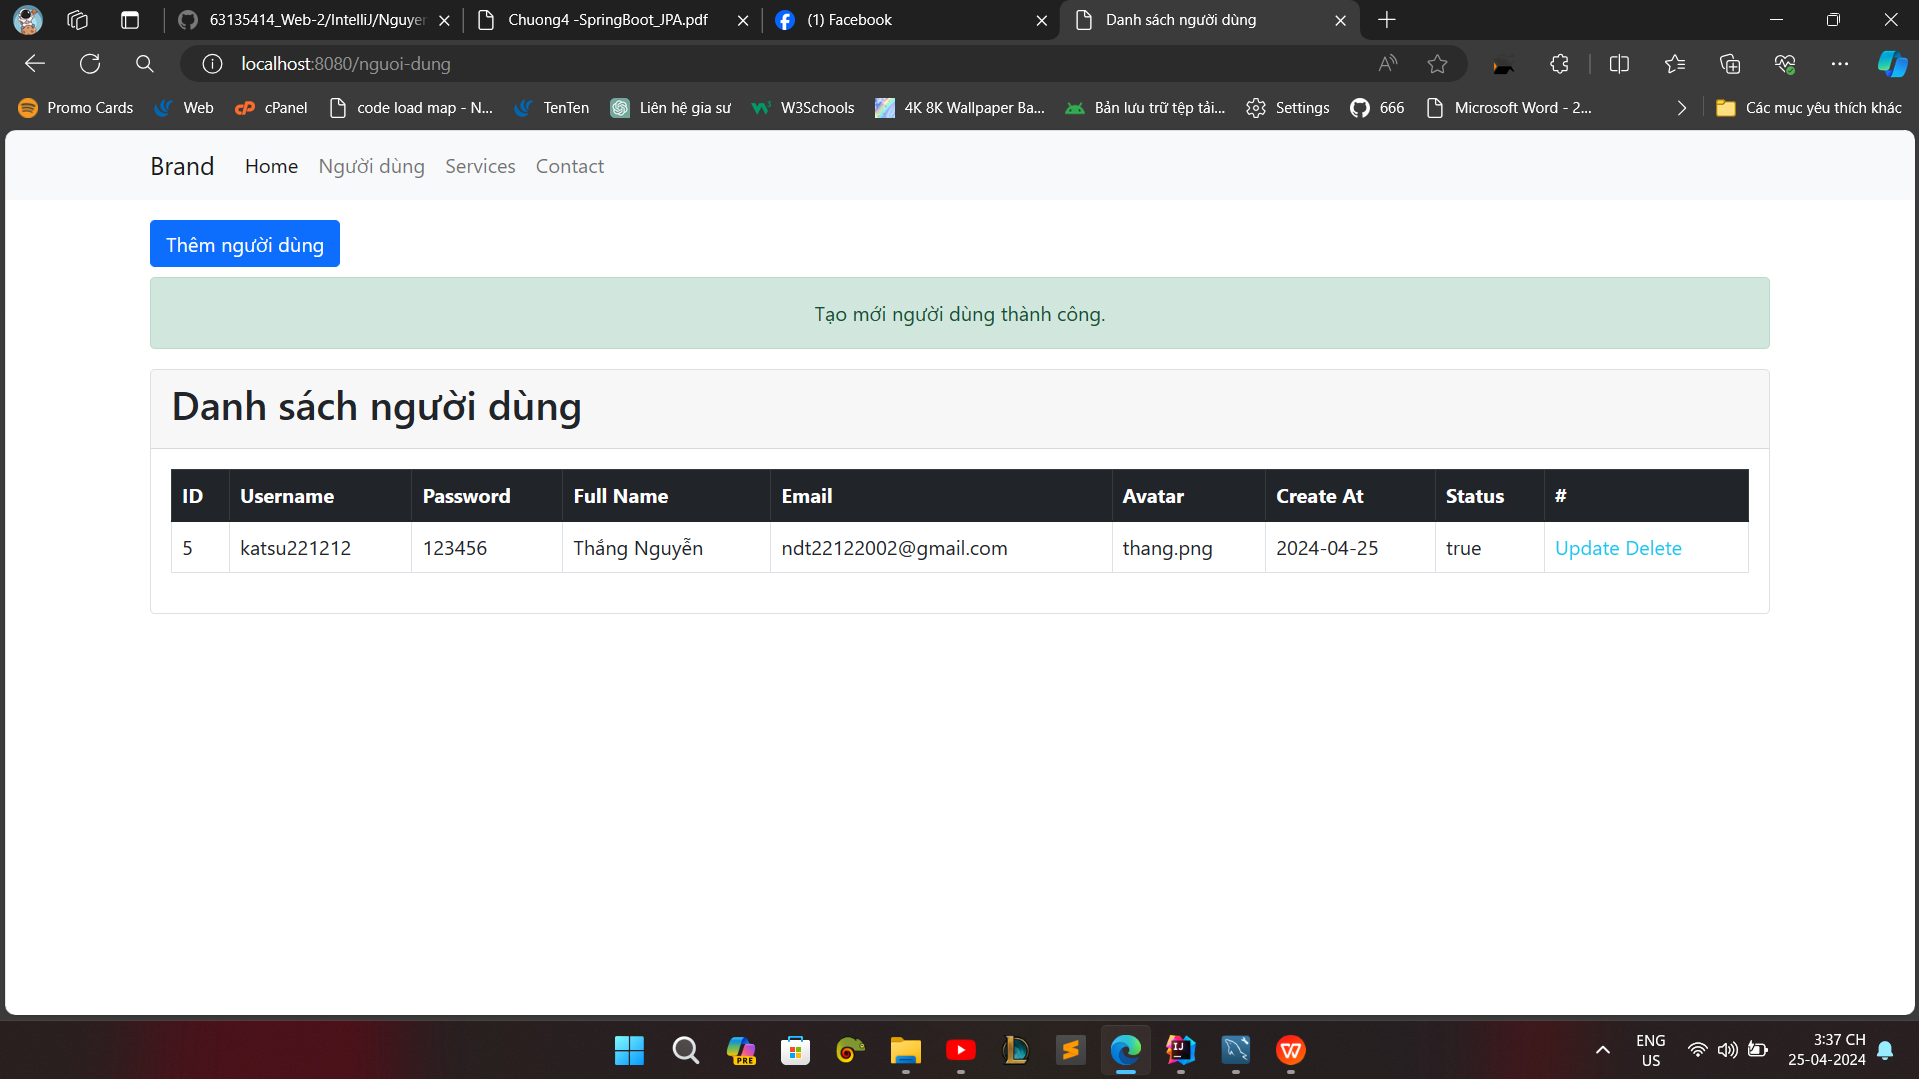 63135414_Web-2/IntelliJ/Nguyen
Chuong4 -SpringBoot_JPA.pdf
(1) Facebook
Danh sách người dùng
localhost:8080/nguoi-dung
Promo Cards
Web
cPanel
code load map - N...
TenTen
Liên hệ gia sư
W3Schools
4K 8K Wallpaper Ba...
Bản lưu trữ tệp tải...
Settings
666
Microsoft Word - 2...
Các mục yêu thích khác
Brand Home Người dùng Services Contact
Thêm người dùng
Tạo mới người dùng thành công.
Danh sách người dùng
ID Username Password Full Name Email Avatar Create At Status #
5 katsu221212 123456 Thắng Nguyễn ndt22122002@gmail.com thang.png 2024-04-25 true Update Delete
PRE
ENG
US
3:37 CH
25-04-2024